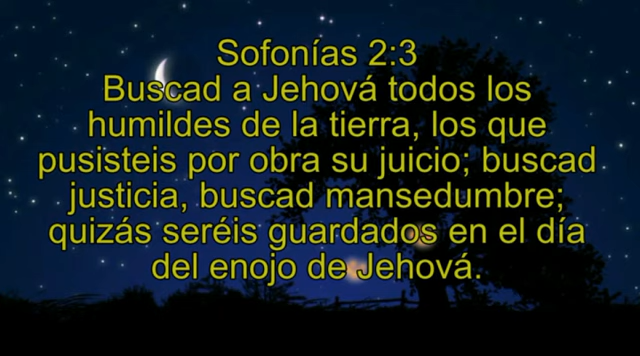 Sofonías 2:3
Buscad a Jehová todos los
humildes de la tierra, los que
pusisteis por obra su juicio; buscad
justicia, buscad mansedumbre;
quizás seréis guardados en el día
del enojo de Jehová.